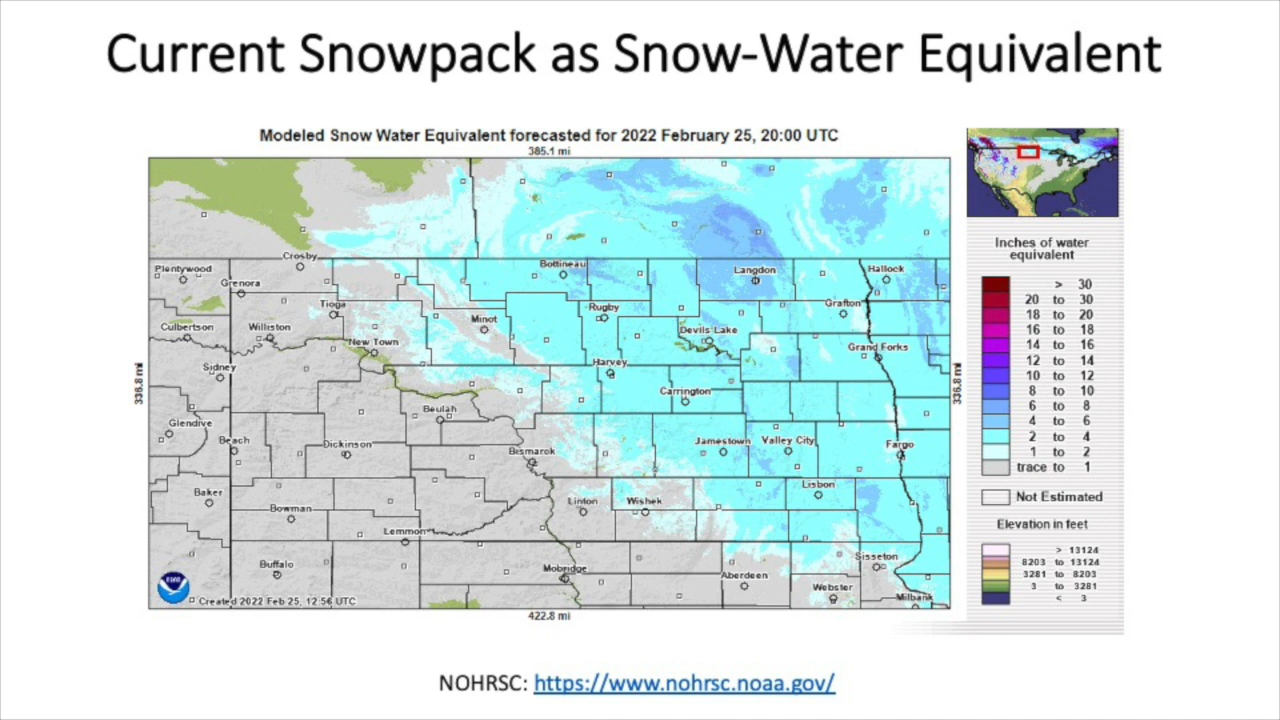 Current Snowpack as Snow-Water Equivalent
Modeled Snow Water Equivalent forecasted for 2022 February 25, 20:00 UTC
385.1 mi
Crosby
Plentywood
Grenora
Bottineau
Langdon
Hallock
Tioga
Rugby
Grafton
Culbertson
Williston
Minot
Devils Lake
New Town
Grand Forks
Sidney
Harvey
336.8 mi
336.8 mi
Carrington
Beulah
Glendive
Beach
Dickinson
Bismarck
Jamestown
Valley City
Fargo
Baker
Bowman
Linton
Wishek
Lisbon
Lemmon
Buffalo
Mobridge
Aberdeen
Sisseton
Webster
Milbank
Created 2022 Feb 25, 12:56 UTC
422.8 mi
Inches of water
equivalent
> 30
20 to 30
18 to 20
16 to 18
14 to 16
12 to 14
10 to 12
8 to 10
6 to 8
4 to 6
2 to 4
1 to 2
trace to 1
Not Estimated
Elevation in feet
> 13124
8203 to 13124
3281 to 8203
3 to 3281
< 3
NOHRSC: https://www.nohrsc.noaa.gov/